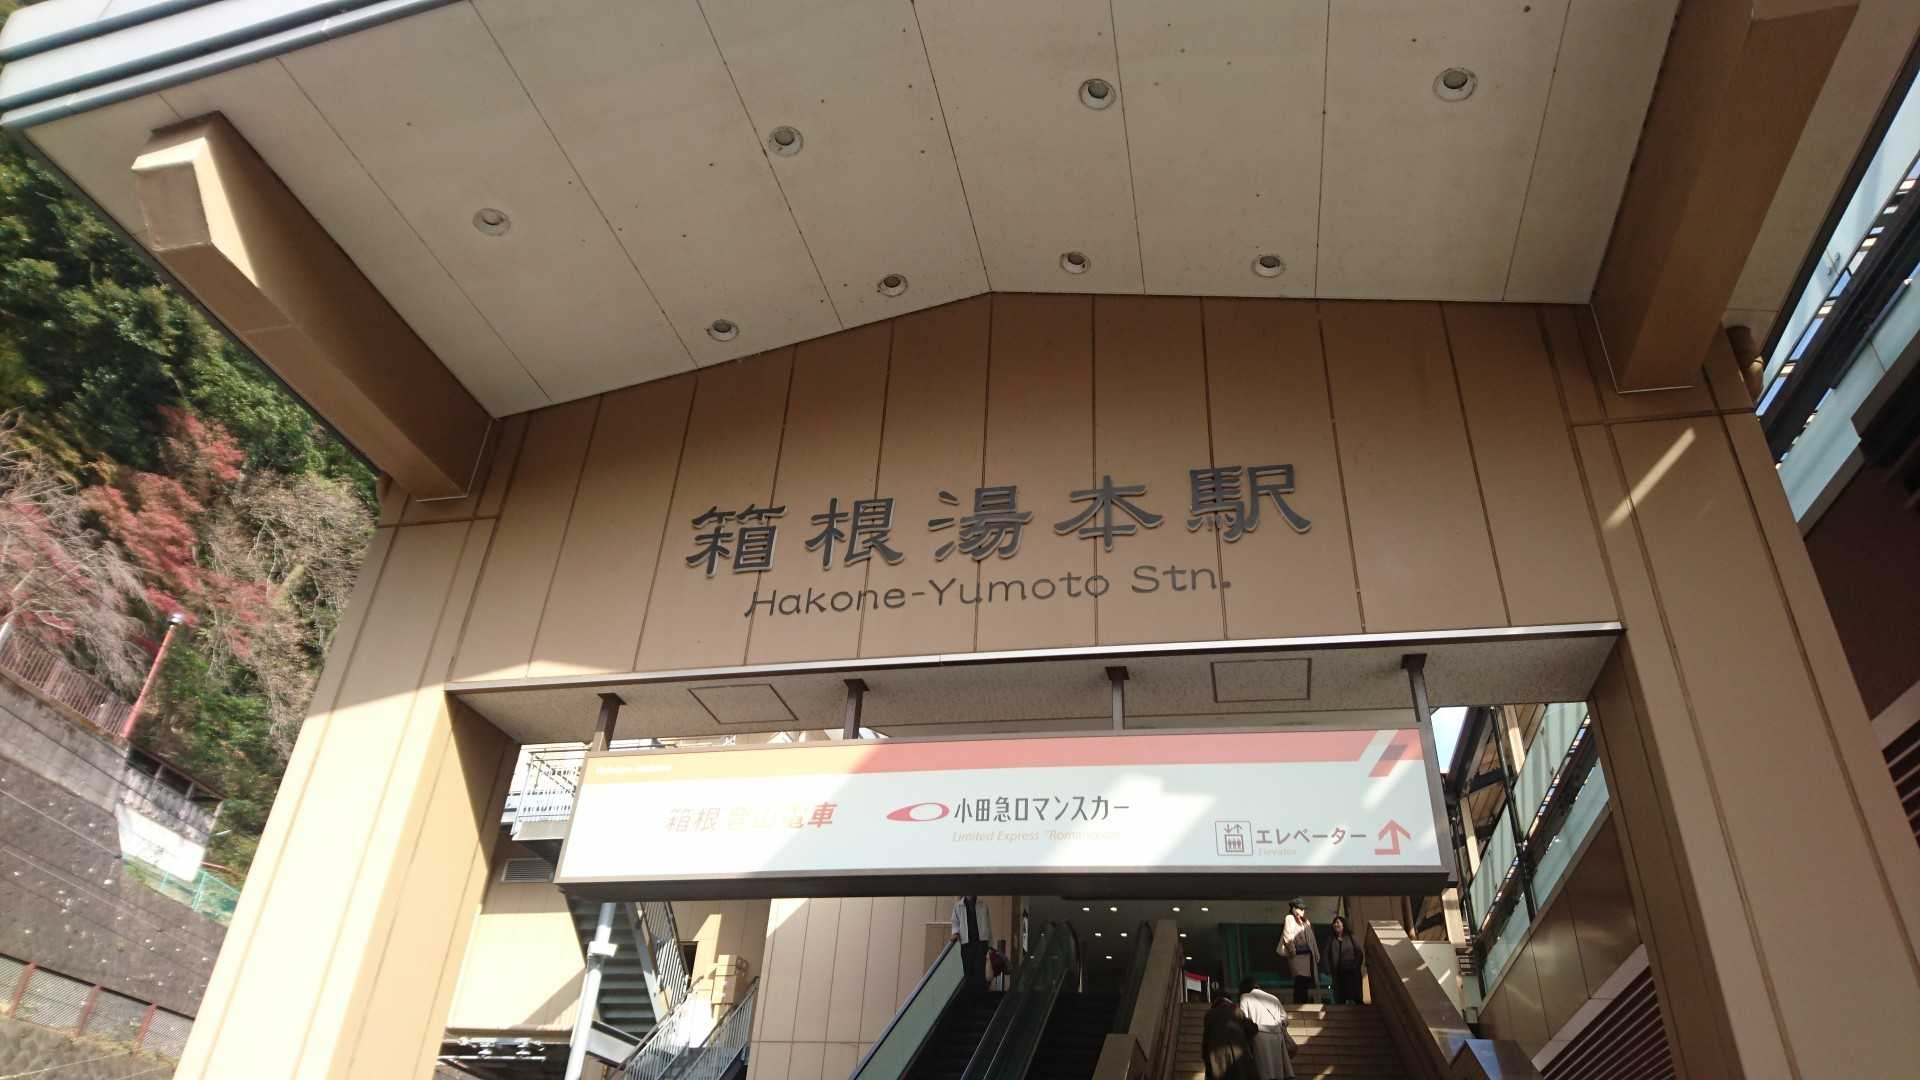 箱根湯本駅
Hakone-Yumoto Stn.
箱根登山電車
小田急ロマンスカー
Limited Express "Romancecar"
エレベーター
Elevator